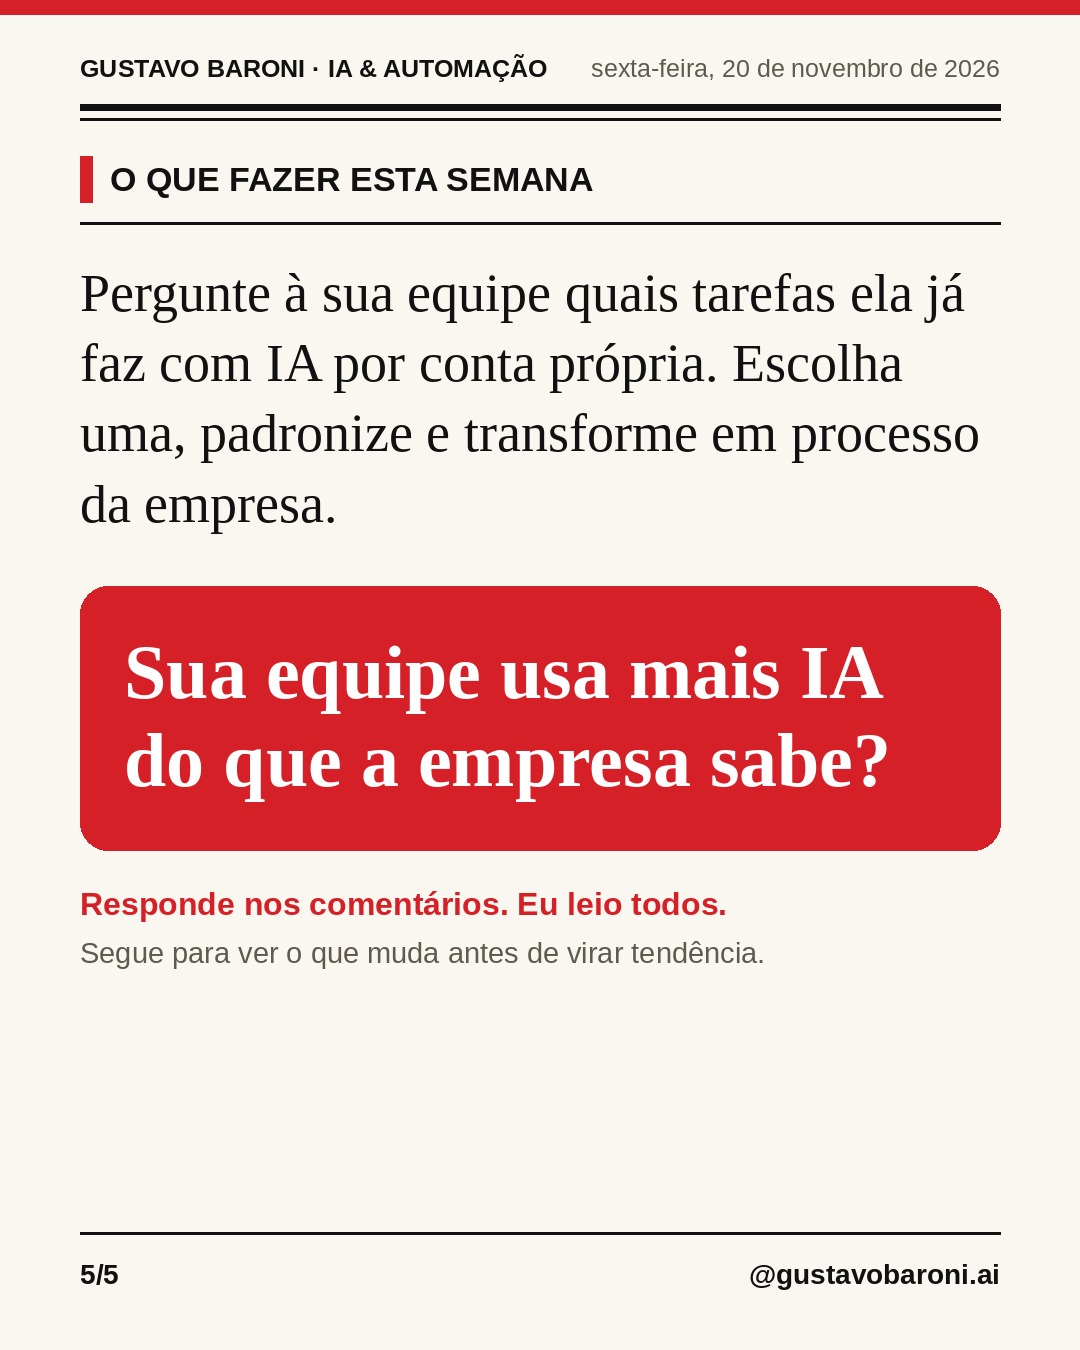 GUSTAVO BARONI · IA & AUTOMAÇÃO
sexta-feira, 20 de novembro de 2026
O QUE FAZER ESTA SEMANA
Pergunte à sua equipe quais tarefas ela já
faz com IA por conta própria. Escolha
uma, padronize e transforme em processo
da empresa.
Sua equipe usa mais IA
do que a empresa sabe?
Responde nos comentários. Eu leio todos.
Segue para ver o que muda antes de virar tendência.
5/5
@gustavobaroni.ai